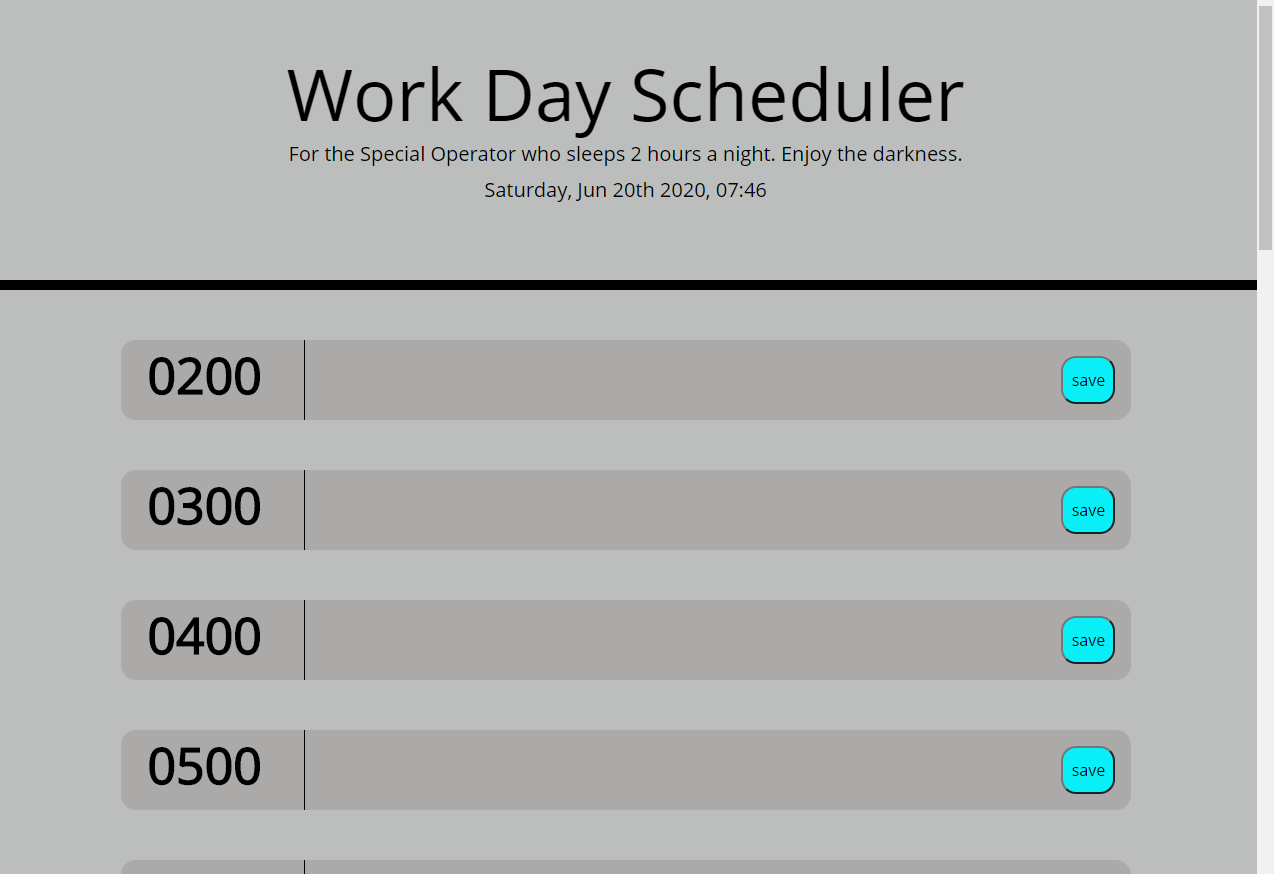 Work Day Scheduler
For the Special Operator who sleeps 2 hours a night. Enjoy the darkness.
Saturday, Jun 20th 2020, 07:46
0200
save
0300
save
0400
save
0500
save